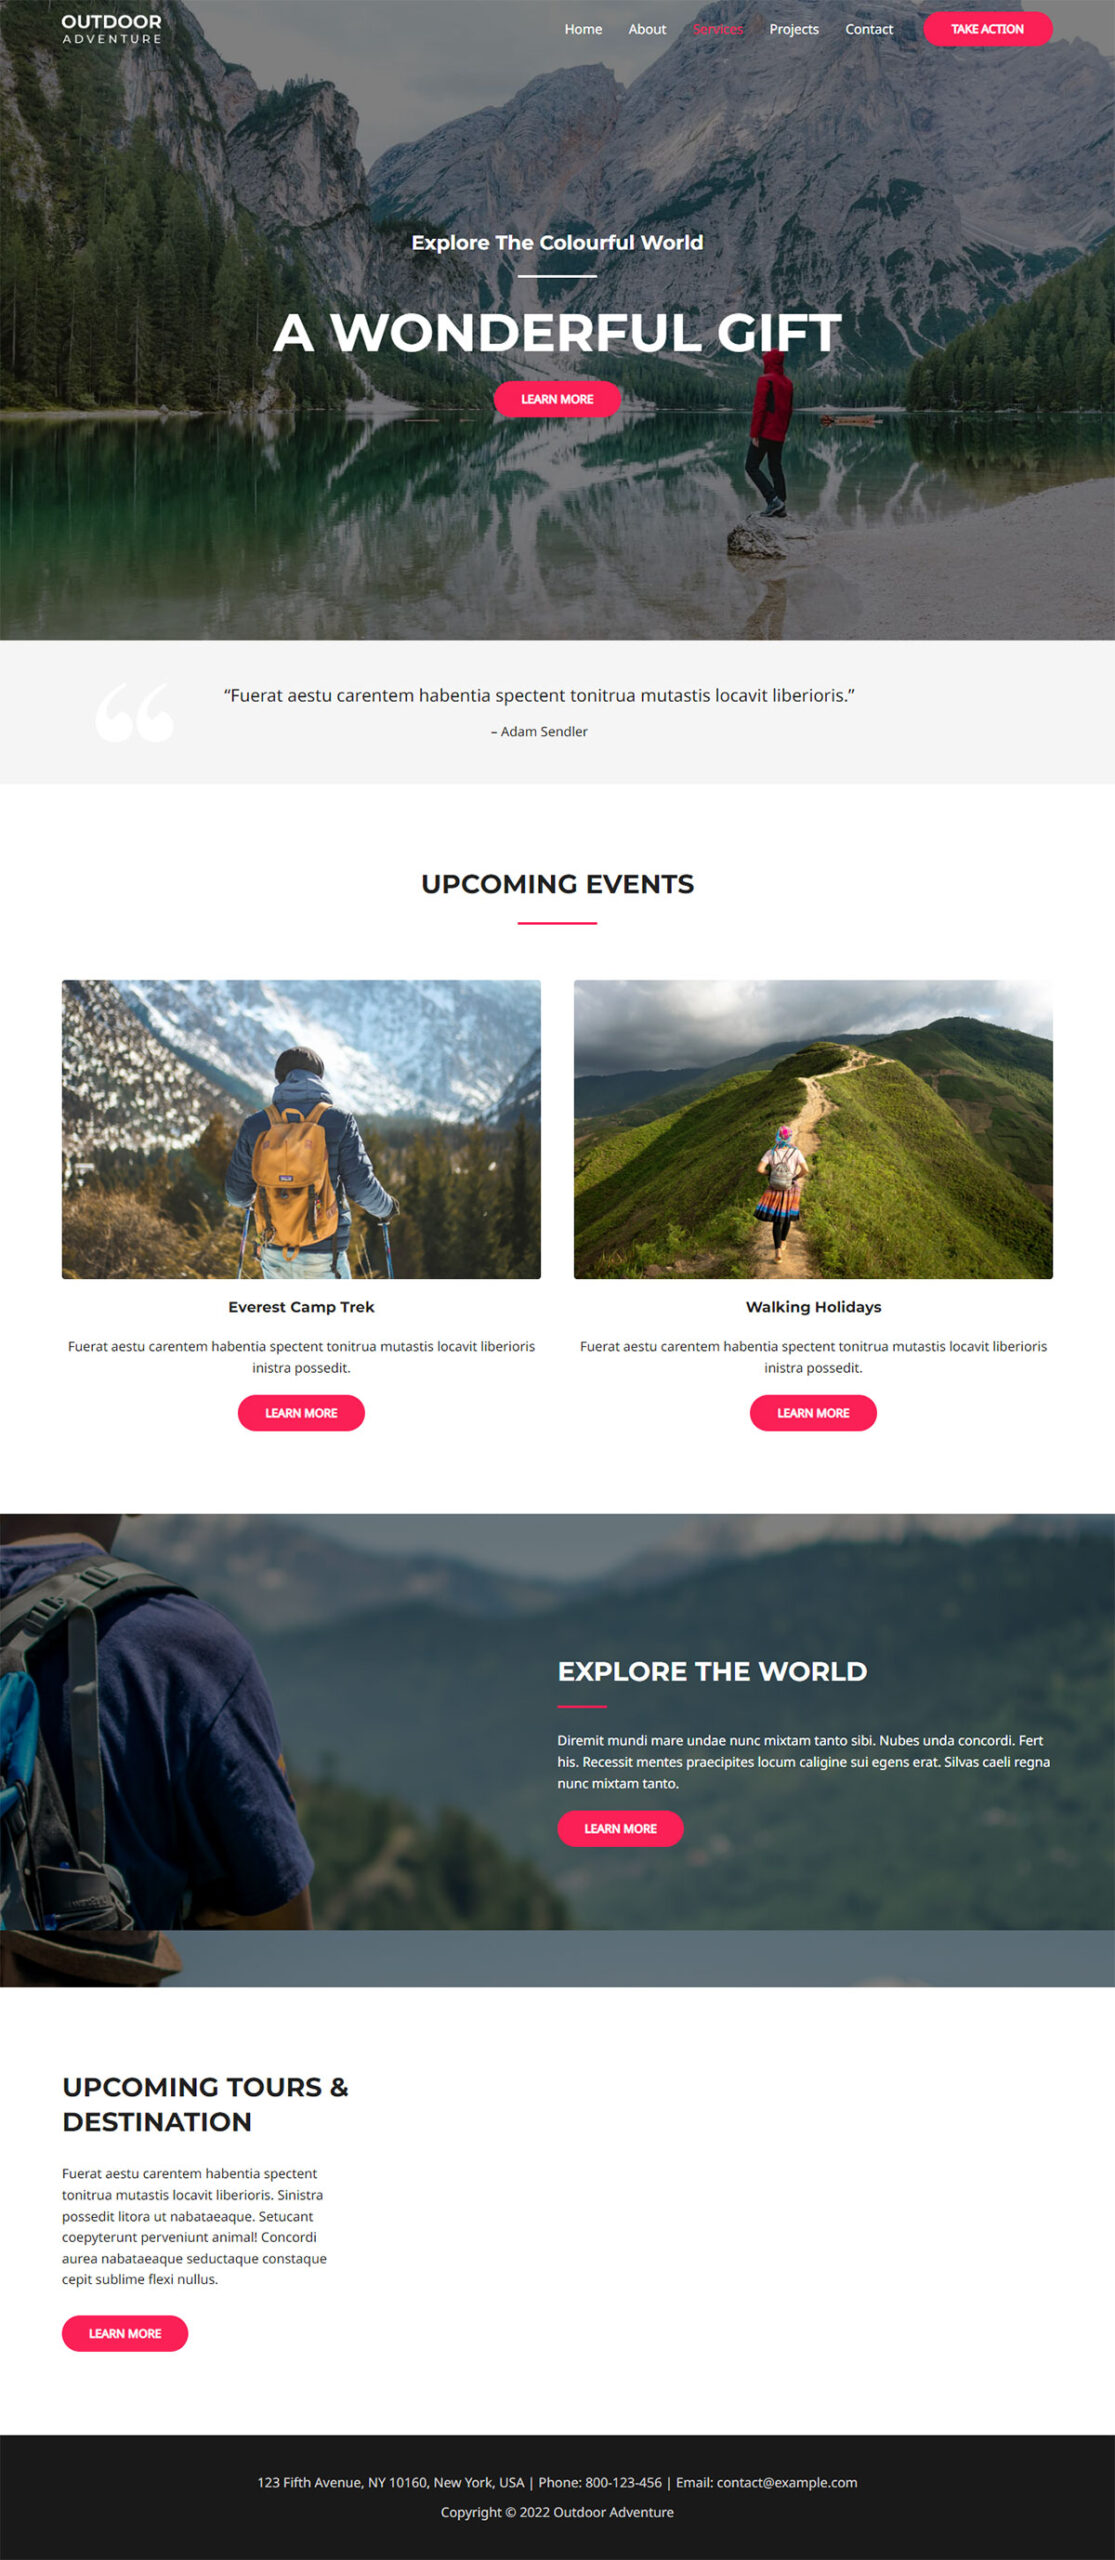 OUTDOOR
ADVENTURE
Home About Services Projects Contact TAKE ACTION
Explore The Colourful World
A WONDERFUL GIFT
LEARN MORE
“Fuerat aestu carentem habentia spectent tonitrua mutastis locavit liberioris.”
– Adam Sendler
UPCOMING EVENTS
Everest Camp Trek
Fuerat aestu carentem habentia spectent tonitrua mutastis locavit liberioris
inistra possedit.
LEARN MORE
Walking Holidays
Fuerat aestu carentem habentia spectent tonitrua mutastis locavit liberioris
inistra possedit.
LEARN MORE
EXPLORE THE WORLD
Diremit mundi mare undae nunc mixtam tanto sibi. Nubes unda concordi. Fert
his. Recessit mentes praecipites locum caligine sui egens erat. Silvas caeli regna
nunc mixtam tanto.
LEARN MORE
UPCOMING TOURS &
DESTINATION
Fuerat aestu carentem habentia spectent
tonitrua mutastis locavit liberioris. Sinistra
possedit litora ut nabataeaque. Setucant
coepyterunt perveniunt animal! Concordi
aurea nabataeaque seductaque constaque
cepit sublime flexi nullus.
LEARN MORE
123 Fifth Avenue, NY 10160, New York, USA | Phone: 800-123-456 | Email: contact@example.com
Copyright © 2022 Outdoor Adventure